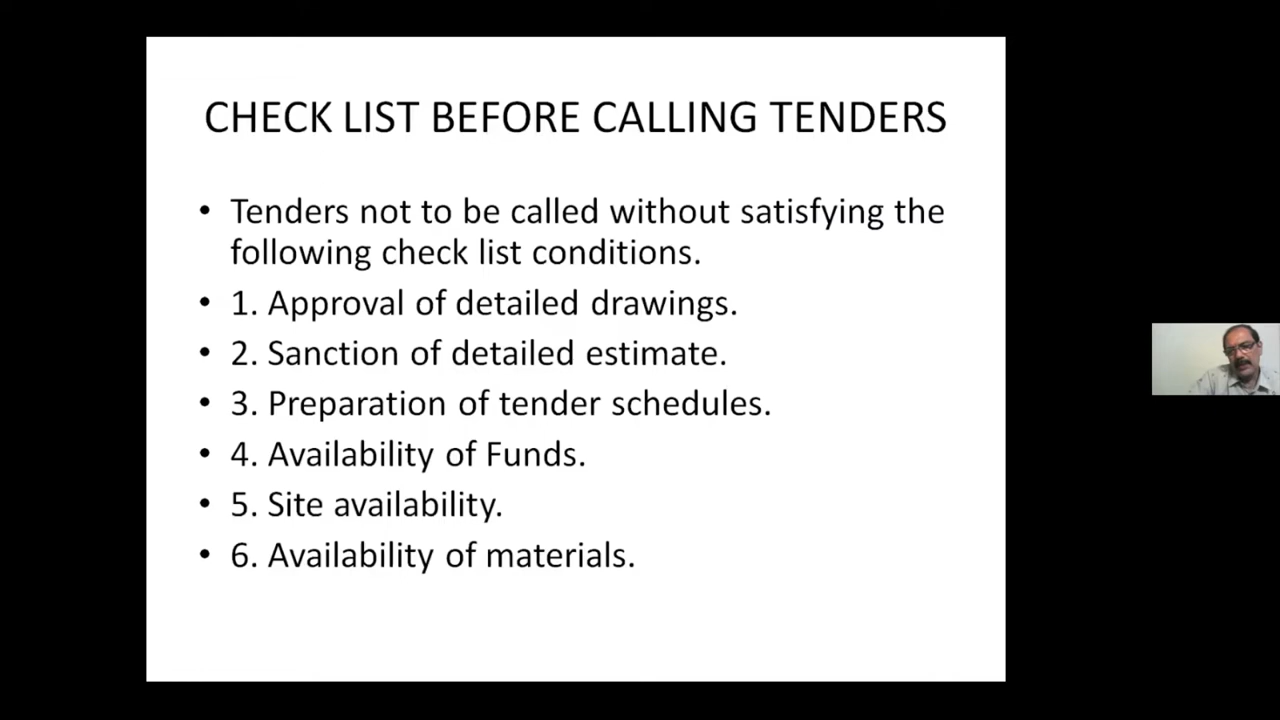 CHECK LIST BEFORE CALLING TENDERS
• Tenders not to be called without satisfying the
following check list conditions.
• 1. Approval of detailed drawings.
• 2. Sanction of detailed estimate.
• 3. Preparation of tender schedules.
• 4. Availability of Funds.
• 5. Site availability.
• 6. Availability of materials.